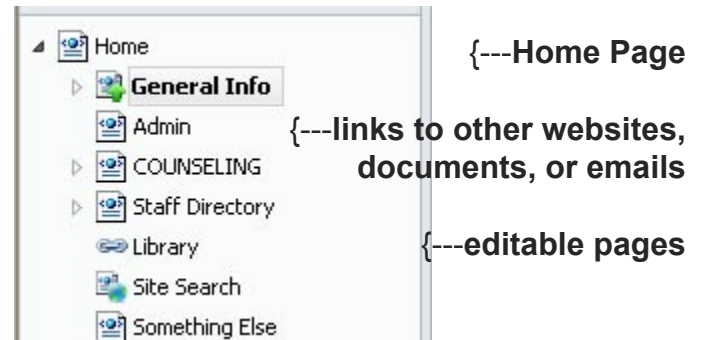 Home {---Home Page
General Info
Admin {---links to other websites,
COUNSELING documents, or emails
Staff Directory
Library {---editable pages
Site Search
Something Else